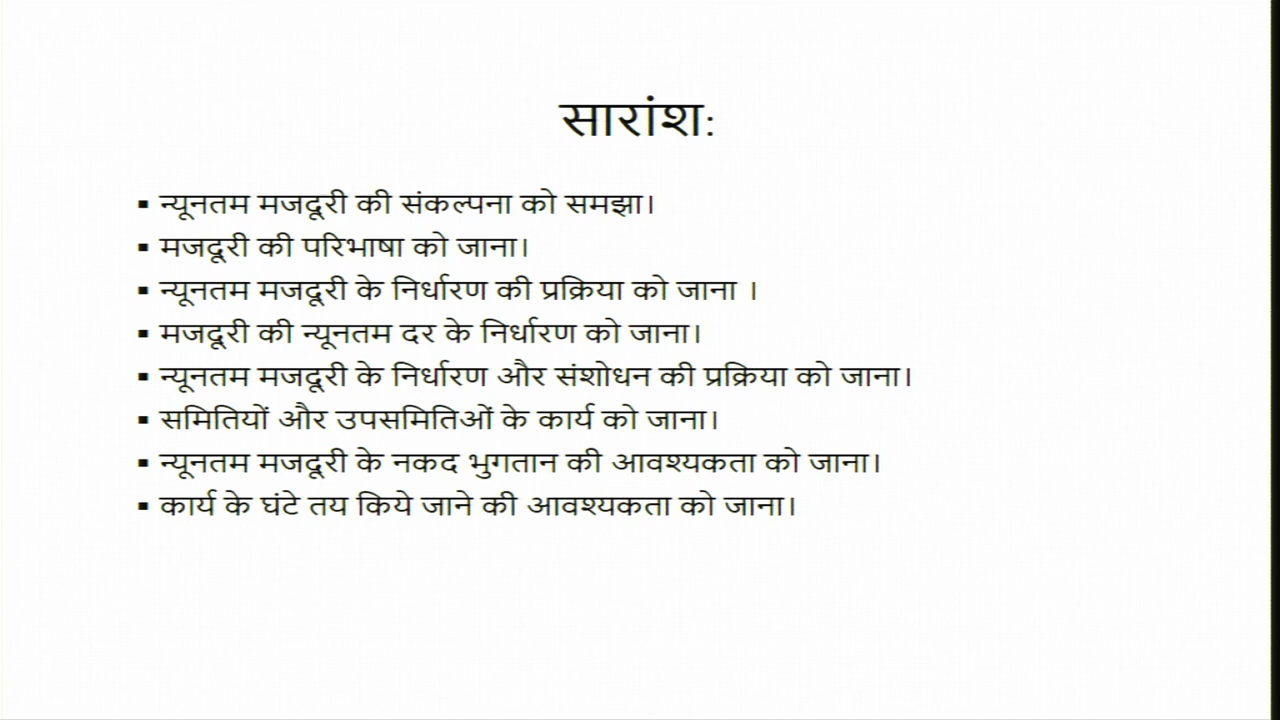 सारांश:
▪ न्यूनतम मजदूरी की संकल्पना को समझा।
▪ मजदूरी की परिभाषा को जाना।
▪ न्यूनतम मजदूरी के निर्धारण की प्रक्रिया को जाना ।
▪ मजदूरी की न्यूनतम दर के निर्धारण को जाना।
▪ न्यूनतम मजदूरी के निर्धारण और संशोधन की प्रक्रिया को जाना।
▪ समितियों और उपसमितिओं के कार्य को जाना।
▪ न्यूनतम मजदूरी के नकद भुगतान की आवश्यकता को जाना।
▪ कार्य के घंटे तय किये जाने की आवश्यकता को जाना।